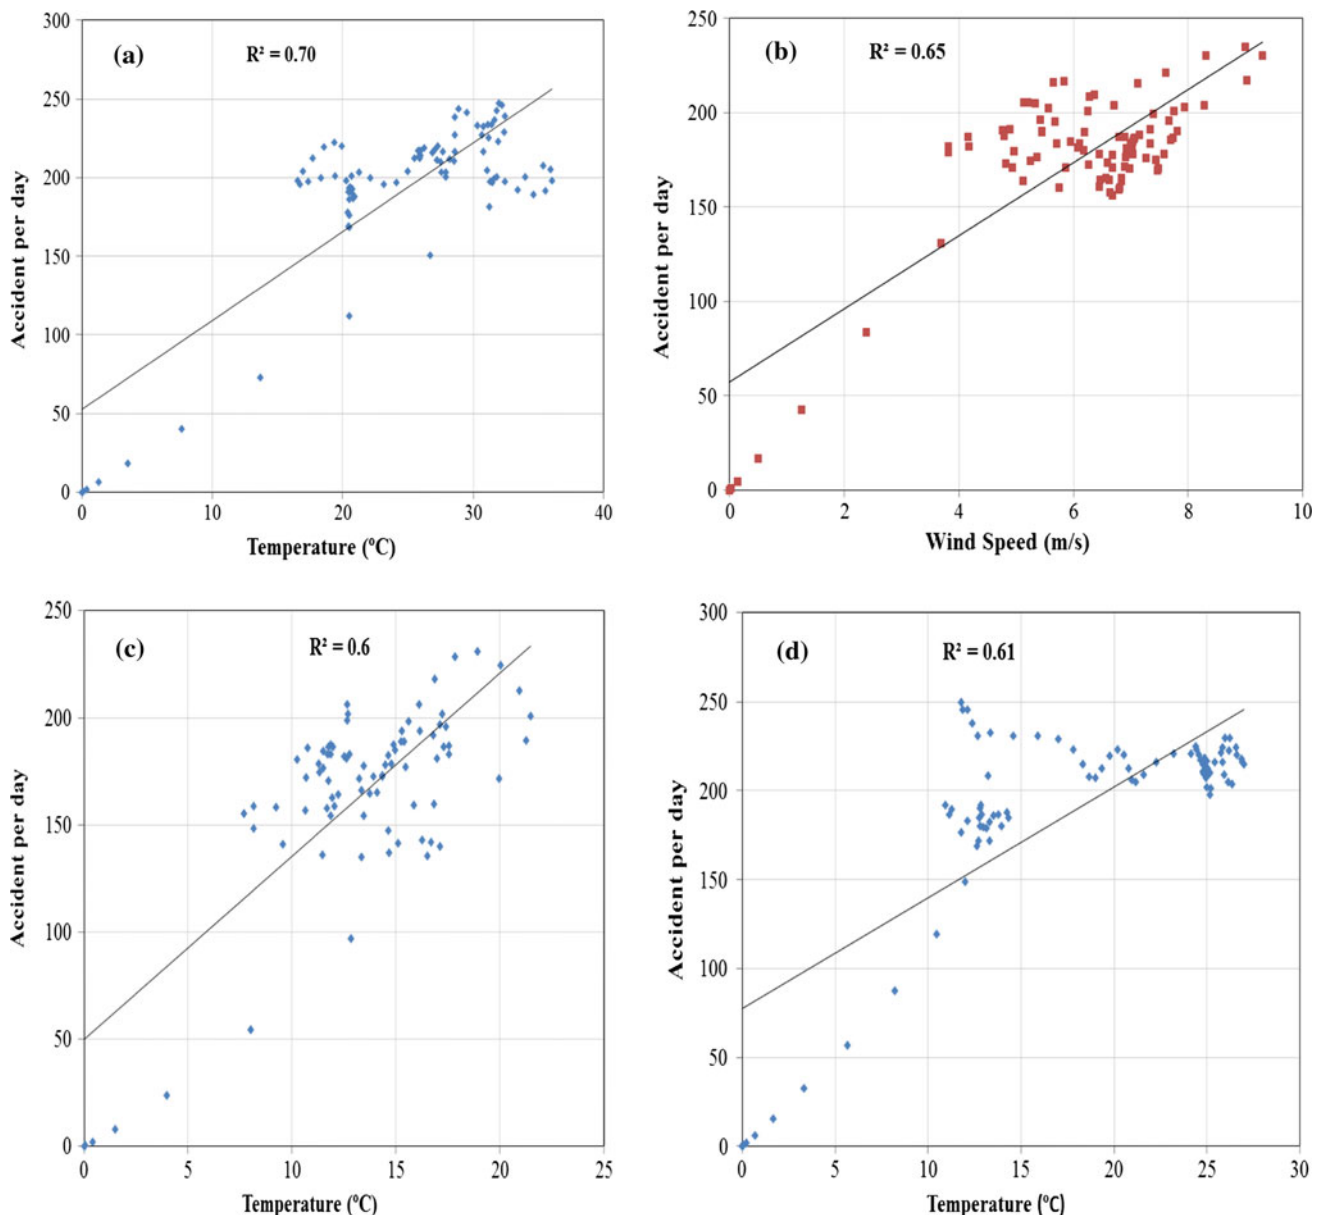 (a)
R² = 0.70
300
250
200
150
100
50
0
Accident per day
0 10 20 30 40
Temperature (ºC)
(b)
R² = 0.65
250
200
150
100
50
0
Accident per day
0 2 4 6 8 10
Wind Speed (m/s)
(c)
R² = 0.6
250
200
150
100
50
0
Accident per day
0 5 10 15 20 25
Temperature (ºC)
(d)
R² = 0.61
300
250
200
150
100
50
0
Accident per day
0 5 10 15 20 25 30
Temperature (ºC)